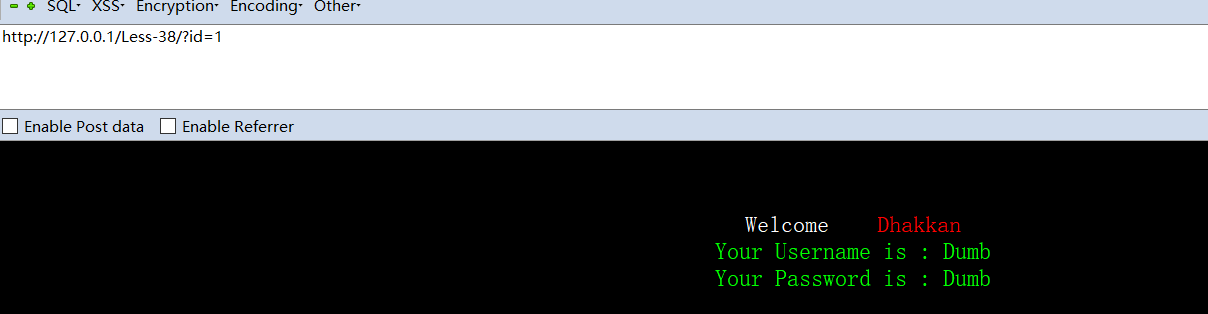 SQL XSS Encryption Encoding Other
http://127.0.0.1/Less-38/?id=1
Enable Post data Enable Referrer
Welcome Dhakkan
Your Username is : Dumb
Your Password is : Dumb